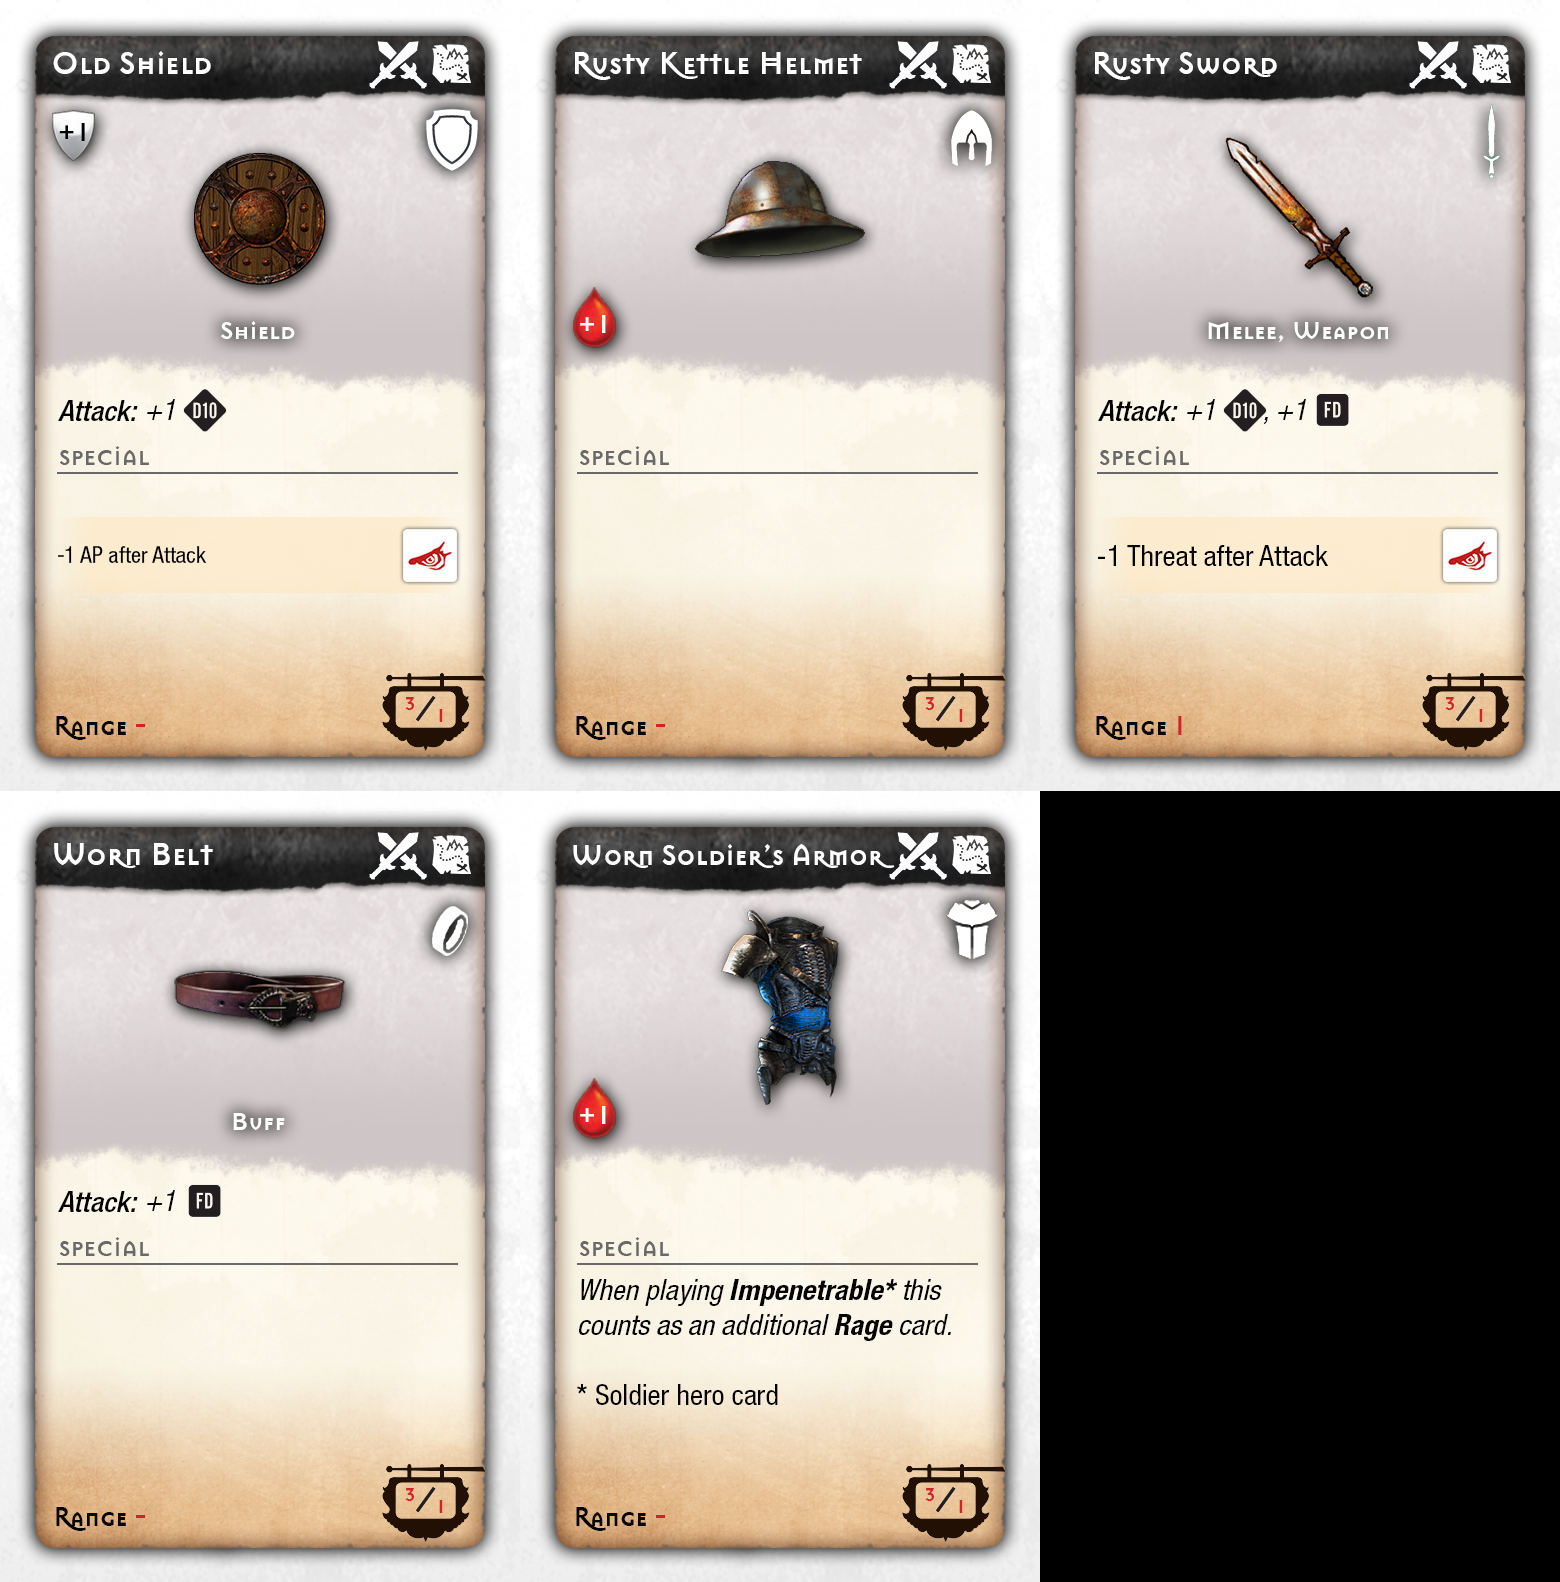 Old Shield
+1
Shield
Attack: +1 D10
Special
-1 AP after Attack
Range -
3/1
Rusty Kettle Helmet
+1
Special
Range -
3/1
Rusty Sword
Melee, Weapon
Attack: +1 D10, +1 FD
Special
-1 Threat after Attack
Range 1
3/1
Worn Belt
Buff
Attack: +1 FD
Special
Range -
3/1
Worn Soldier's Armor
+1
Special
When playing Impenetrable* this
counts as an additional Rage card.
* Soldier hero card
Range -
3/1